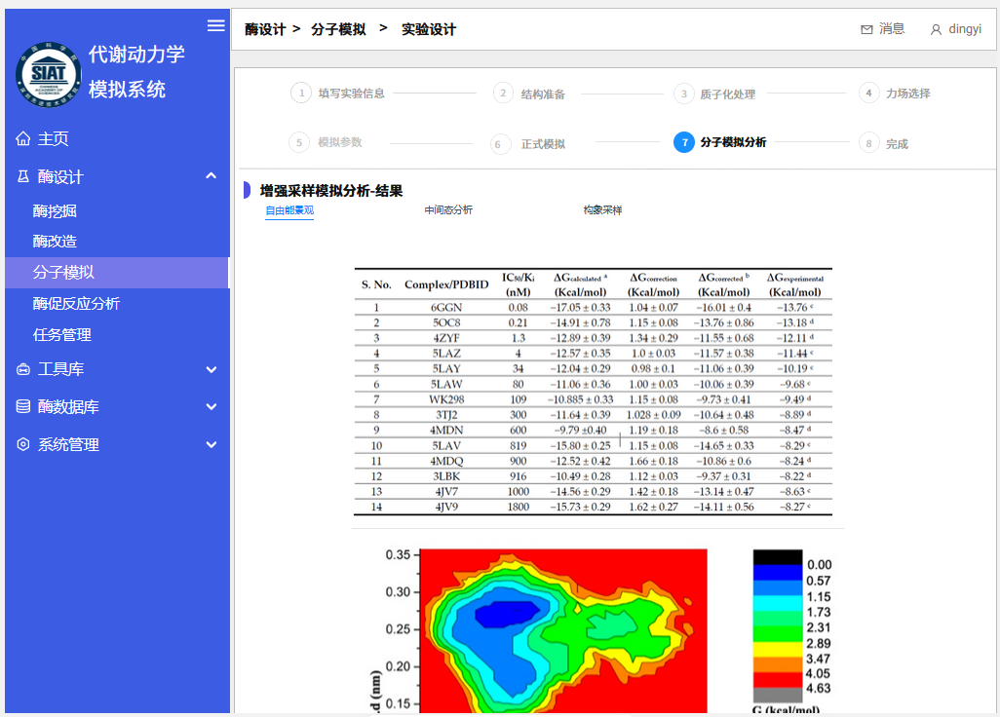 酶设计 > 分子模拟 > 实验设计
消息
dingyi
SIAT
代谢动力学
模拟系统
主页
酶设计
酶挖掘
酶改造
分子模拟
酶促反应分析
任务管理
工具库
酶数据库
系统管理
1 填写实验信息
2 结构准备
3 质子化处理
4 力场选择
5 模拟参数
6 正式模拟
7 分子模拟分析
8 完成
增强采样模拟分析-结果
自由能景观 中间态分析 构象采样
S. No. Complex/PDBID IC50/Ki (nM) ΔGcalculated a (Kcal/mol) ΔGcorrection (Kcal/mol) ΔGcorrected b (Kcal/mol) ΔGexperimental (Kcal/mol)
1 6GGN 0.08 −17.05 ± 0.33 1.04 ± 0.07 −16.01 ± 0.4 −13.76 c
2 5OC8 0.21 −14.91 ± 0.78 1.15 ± 0.08 −13.76 ± 0.86 −13.18 d
3 4ZYF 1.3 −12.89 ± 0.39 1.34 ± 0.29 −11.55 ± 0.68 −12.11 d
4 5LAZ 4 −12.57 ± 0.35 1.0 ± 0.03 −11.57 ± 0.38 −11.44 c
5 5LAY 34 −12.04 ± 0.29 0.98 ± 0.1 −11.06 ± 0.39 −10.19 c
6 5LAW 80 −11.06 ± 0.36 1.00 ± 0.03 −10.06 ± 0.39 −9.68 c
7 WK298 109 −10.885 ± 0.33 1.15 ± 0.08 −9.73 ± 0.41 −9.49 d
8 3TJ2 300 −11.64 ± 0.39 1.028 ± 0.09 −10.64 ± 0.48 −8.89 d
9 4MDN 600 −9.79 ±0.40 1.19 ± 0.18 −8.6 ± 0.58 −8.47 d
10 5LAV 819 −15.80 ± 0.25 1.15 ± 0.08 −14.65 ± 0.33 −8.29 c
11 4MDQ 900 −12.52 ± 0.42 1.66 ± 0.18 −10.86 ± 0.6 −8.24 d
12 3LBK 916 −10.49 ± 0.28 1.12 ± 0.03 −9.37 ± 0.31 −8.22 d
13 4JV7 1000 −14.56 ± 0.29 1.42 ± 0.18 −13.14 ± 0.47 −8.63 c
14 4JV9 1800 −15.73 ± 0.29 1.62 ± 0.27 −14.11 ± 0.56 −8.27 c
0.35
0.30
0.25
0.20
0.15
.d (nm)
0.00
0.57
1.15
1.73
2.31
2.89
3.47
4.05
4.63
G (kcal/mol)